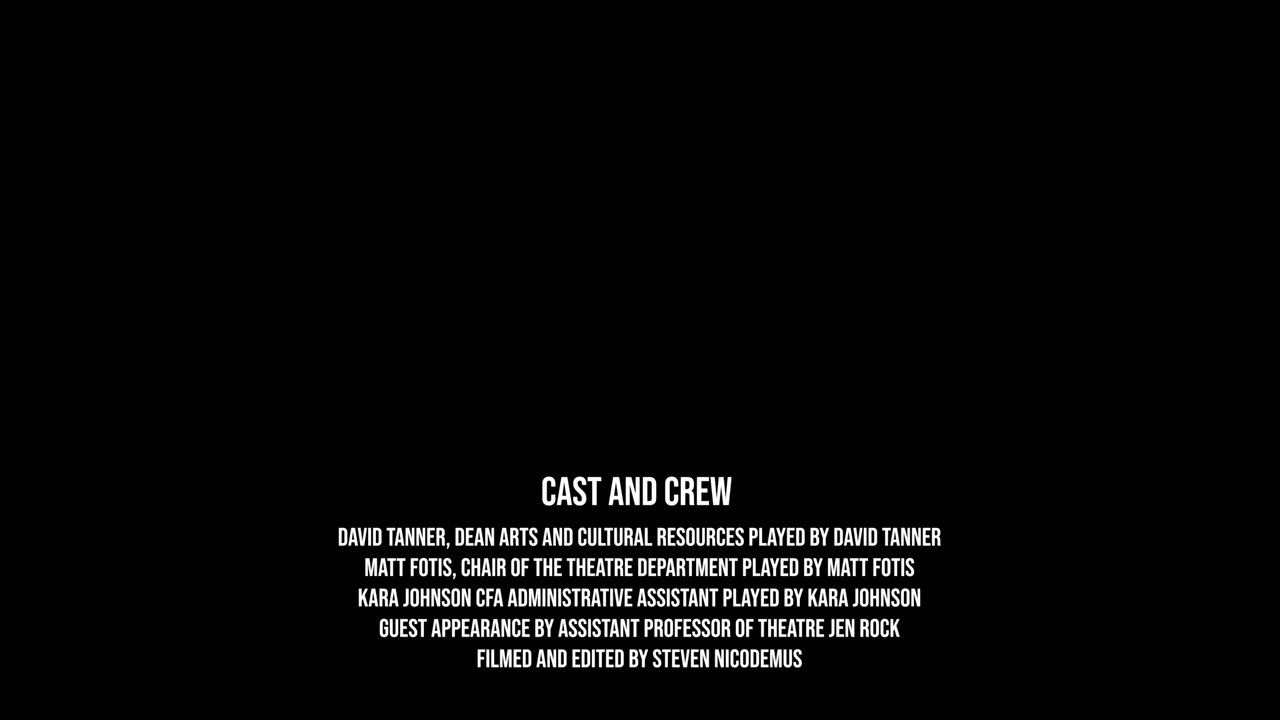 CAST AND CREW
DAVID TANNER, DEAN ARTS AND CULTURAL RESOURCES PLAYED BY DAVID TANNER
MATT FOTIS, CHAIR OF THE THEATRE DEPARTMENT PLAYED BY MATT FOTIS
KARA JOHNSON CFA ADMINISTRATIVE ASSISTANT PLAYED BY KARA JOHNSON
GUEST APPEARANCE BY ASSISTANT PROFESSOR OF THEATRE JEN ROCK
FILMED AND EDITED BY STEVEN NICODEMUS